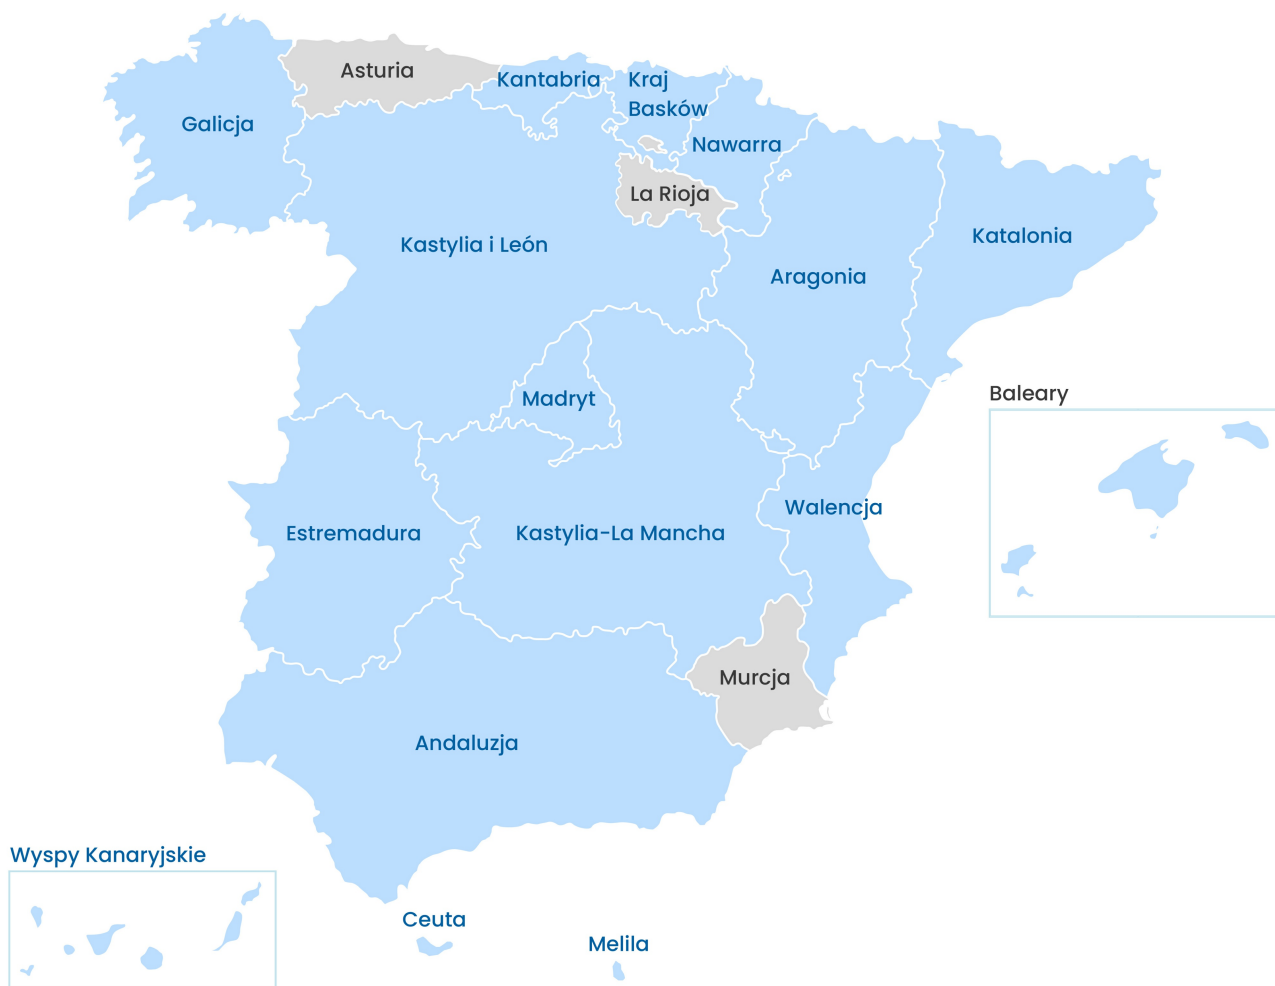 Asturia
Kantabria
Kraj
Basków
Galicja
Nawarra
La Rioja
Kastylia i León
Katalonia
Aragonia
Madryt
Baleary
Walencja
Estremadura
Kastylia-La Mancha
Murcja
Andaluzja
Wyspy Kanaryjskie
Ceuta
Melila